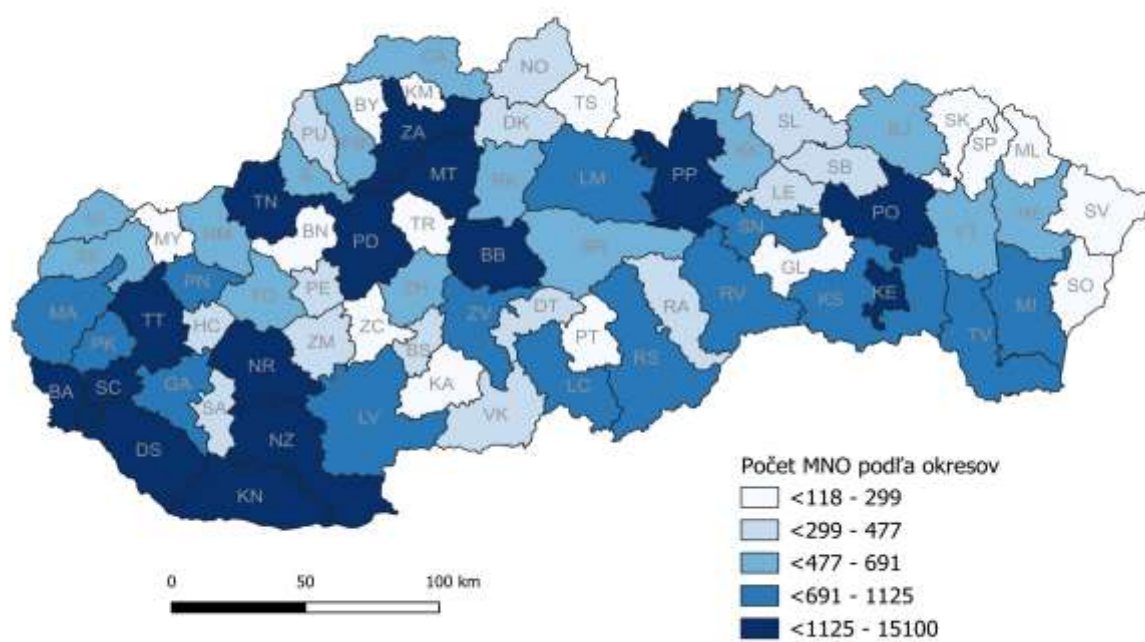 NO
KM
BY
TS
PU
DK
SL
SK
ZA
SP
ML
SB
MT
LM
PP
LE
TN
PO
SV
MY
BN
TR
PD
BB
SN
GL
PN
PE
RV
SO
MA
TT
HC
ZV
DT
KS
KE
MI
PK
ZM
ZC
PT
RA
BS
RS
TV
NR
BA
SC
GA
KA
LC
SA
LV
VK
DS
NZ
KN
Počet MNO podľa okresov
<118 - 299
<299 - 477
<477 - 691
<691 - 1125
<1125 - 15100
0 50 100 km